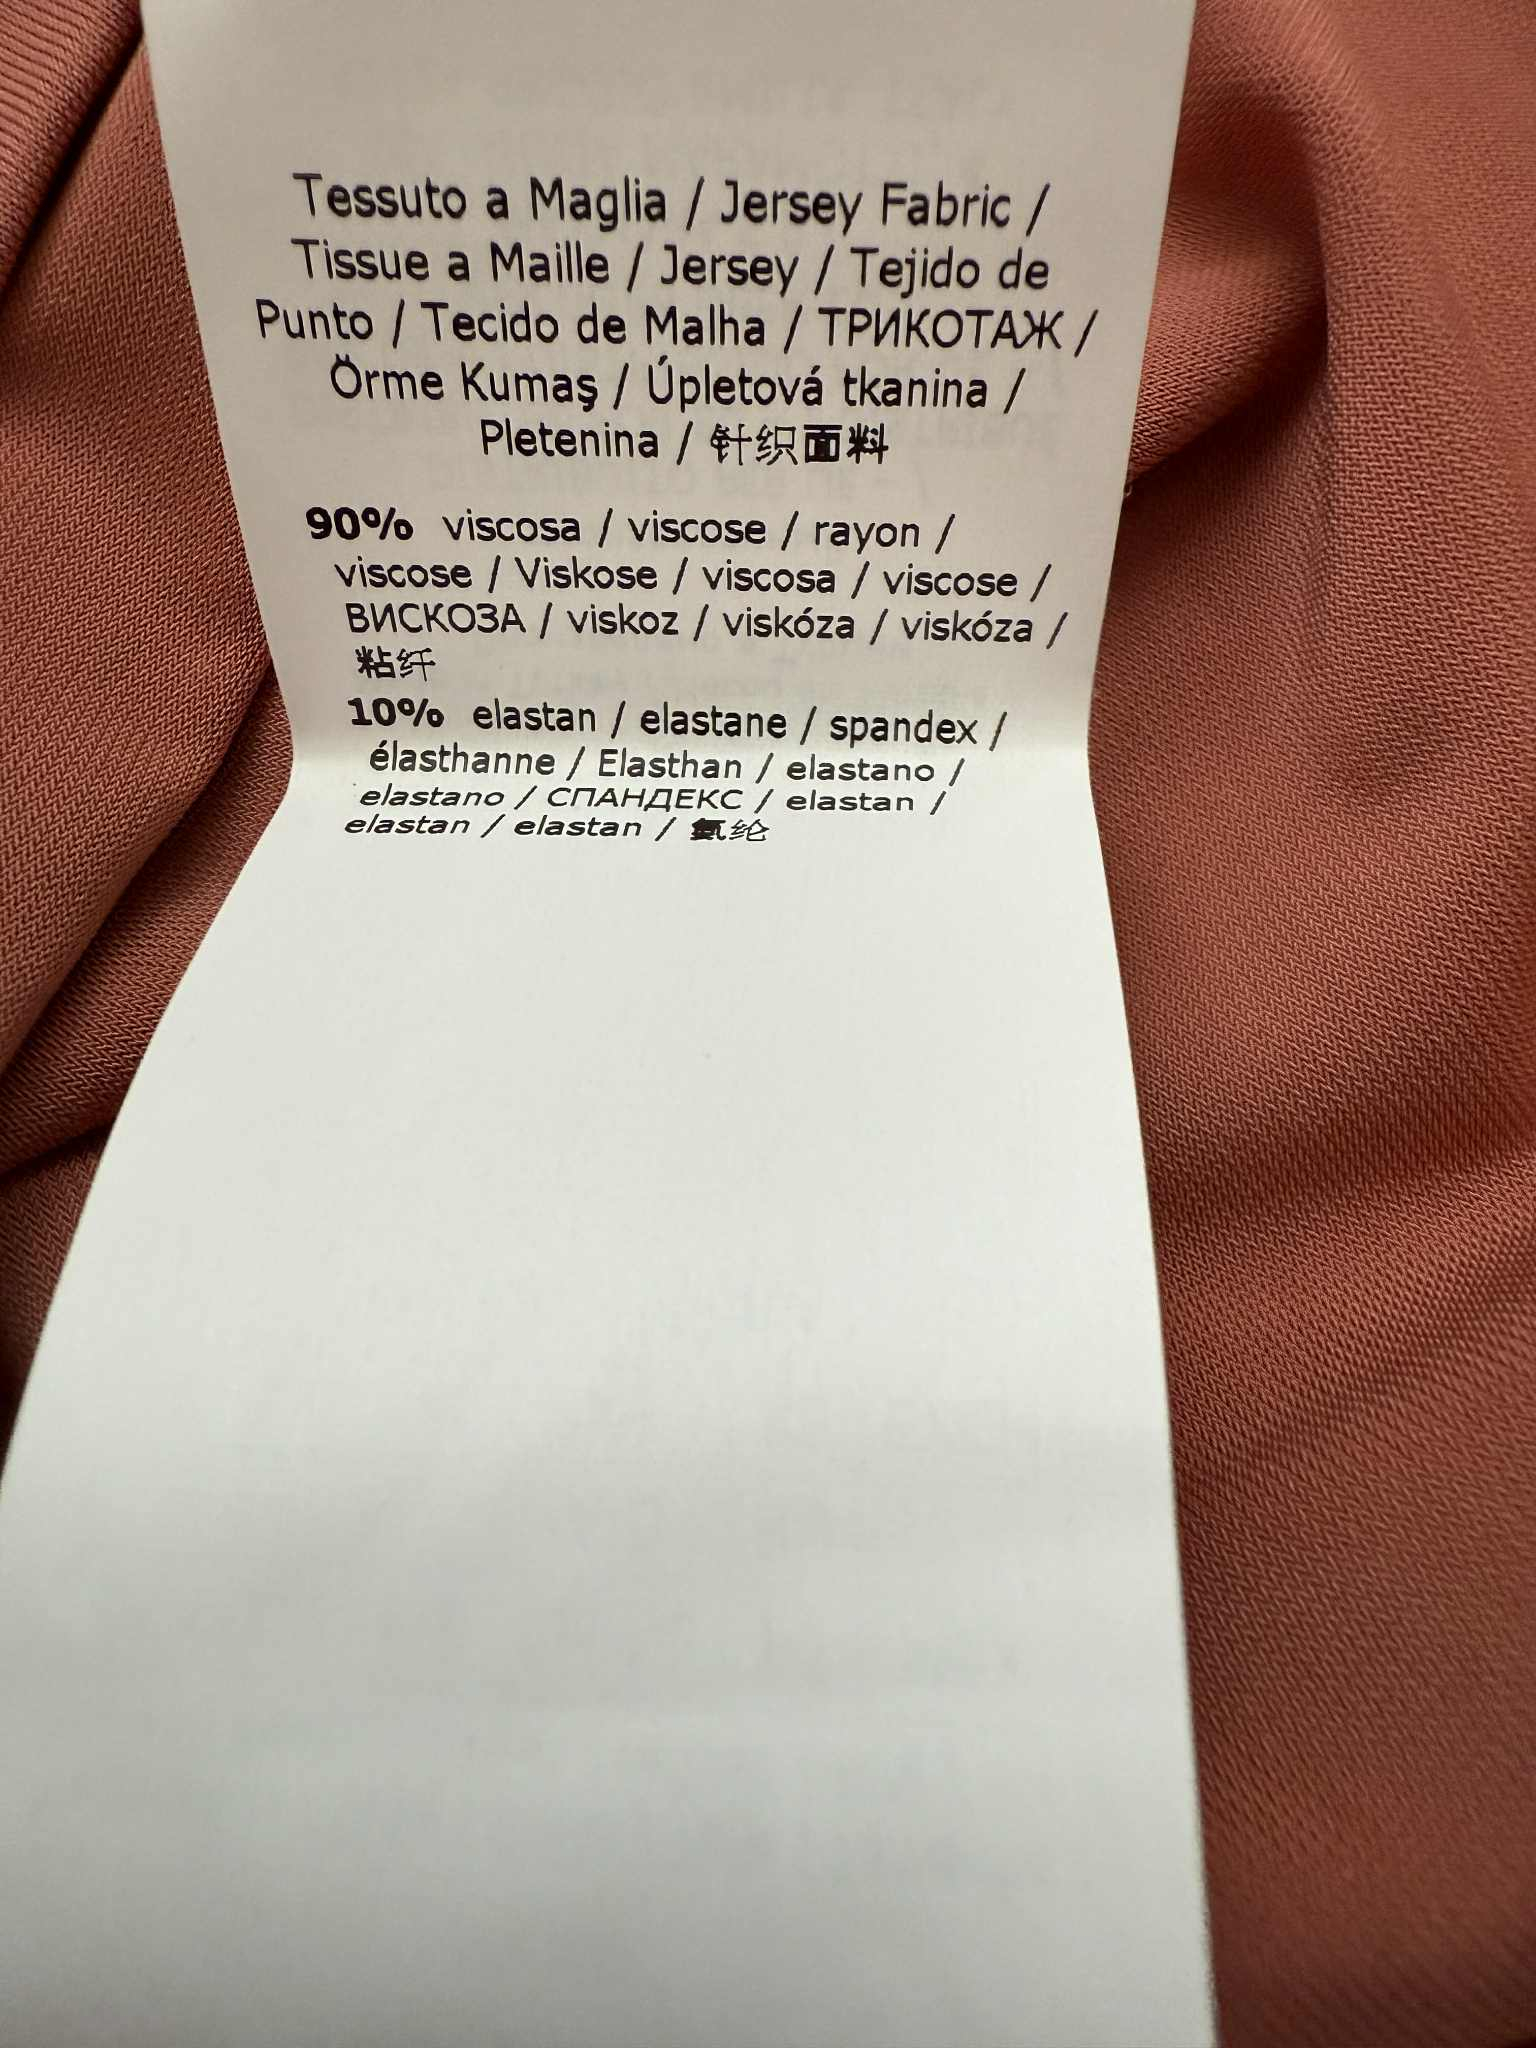 Tessuto a Maglia / Jersey Fabric /
Tissue a Maille / Jersey / Tejido de
Punto / Tecido de Malha / ТРИКОТАЖ /
Örme Kumaş / Úpletová tkanina /
Pletenina / 针织面料
90% viscosa / viscose / rayon /
viscose / Viskose / viscosa / viscose /
ВИСКОЗА / viskoz / viskóza / viskóza /
粘纤
10% elastan / elastane / spandex /
élasthanne / Elasthan / elastano /
elastano / СПАНДЕКС / elastan /
elastan / elastan / 氨纶